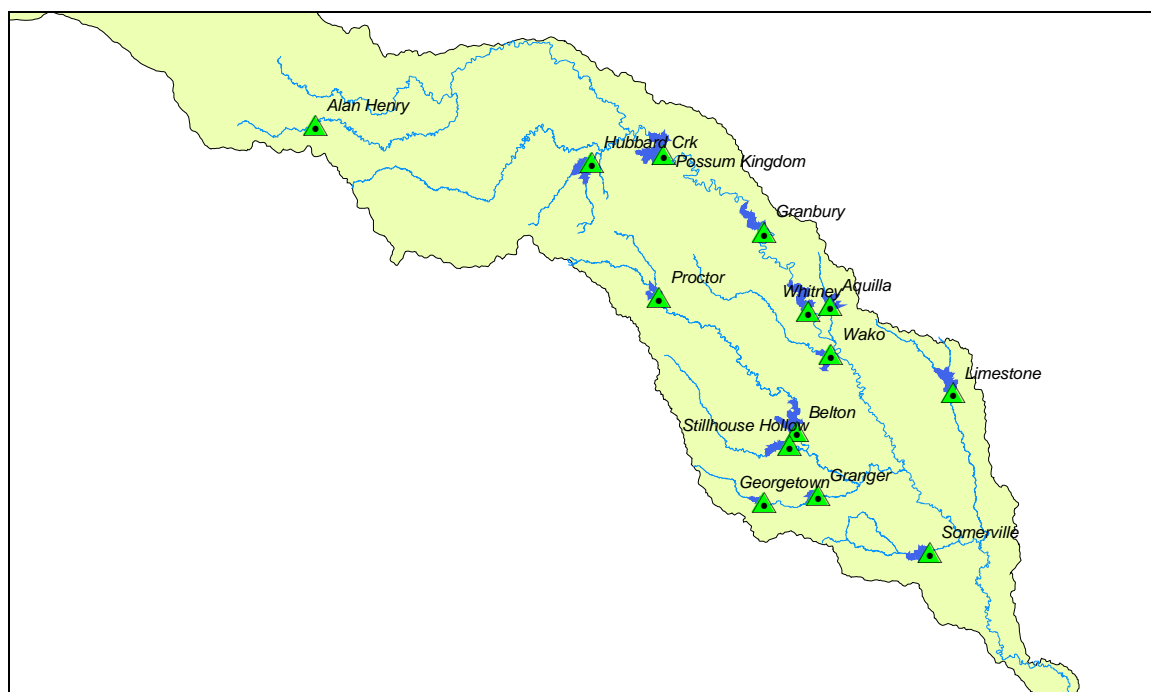 Alan Henry
Hubbard Crk
Possum Kingdom
Granbury
Proctor
Whitney
Aquilla
Wako
Limestone
Belton
Stillhouse Hollow
Georgetown
Granger
Somerville